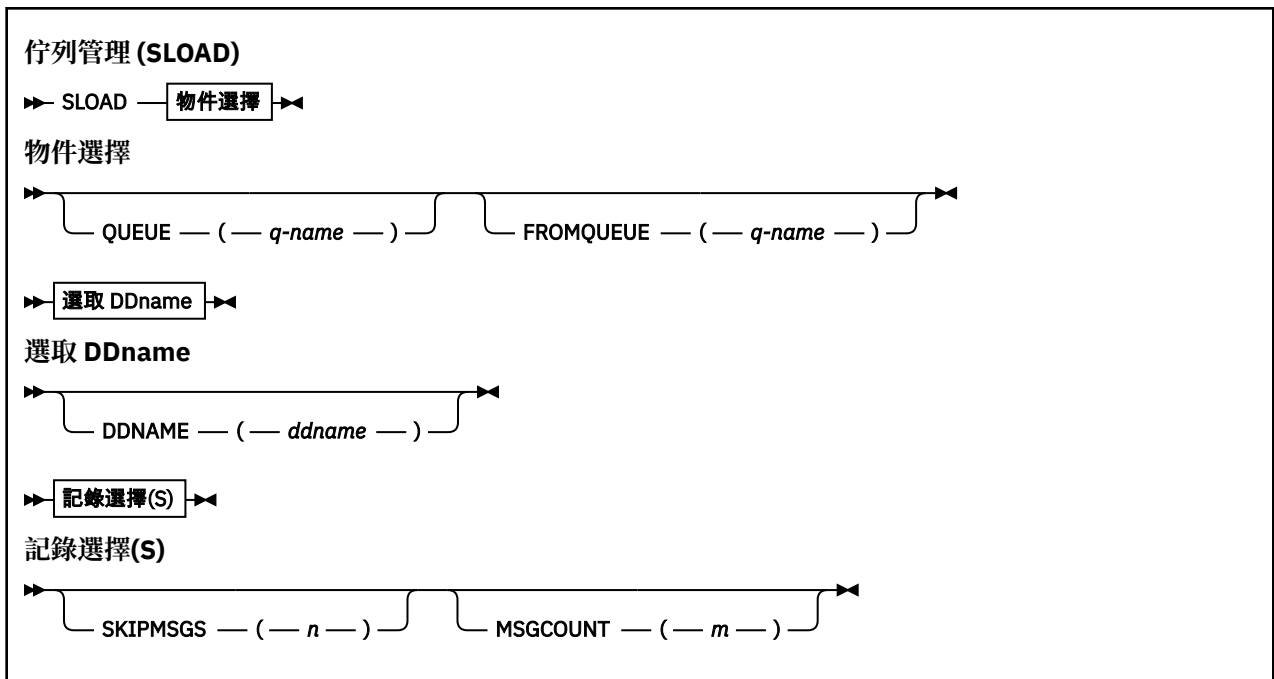 佇列管理 (SLOAD)
SLOAD 物件選擇
物件選擇
QUEUE ( q-name ) FROMQUEUE ( q-name )
選取 DDname
選取 DDname
DDNAME ( ddname )
記錄選擇(S)
記錄選擇(S)
SKIPMSGS ( n ) MSGCOUNT ( m )